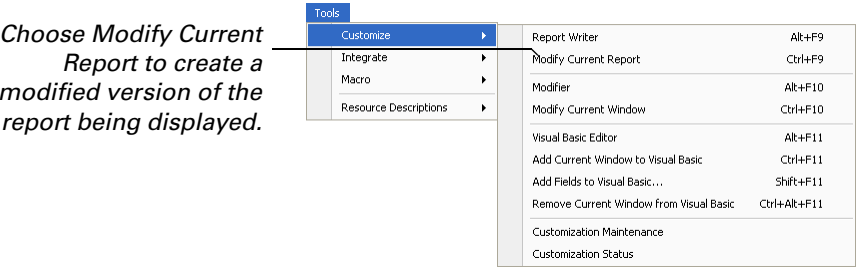 Choose Modify Current
Report to create a
modified version of the
report being displayed.
Tools
Customize
Integrate
Macro
Resource Descriptions
Report Writer Alt+F9
Modify Current Report Ctrl+F9
Modifier Alt+F10
Modify Current Window Ctrl+F10
Visual Basic Editor Alt+F11
Add Current Window to Visual Basic Ctrl+F11
Add Fields to Visual Basic... Shift+F11
Remove Current Window from Visual Basic Ctrl+Alt+F11
Customization Maintenance
Customization Status